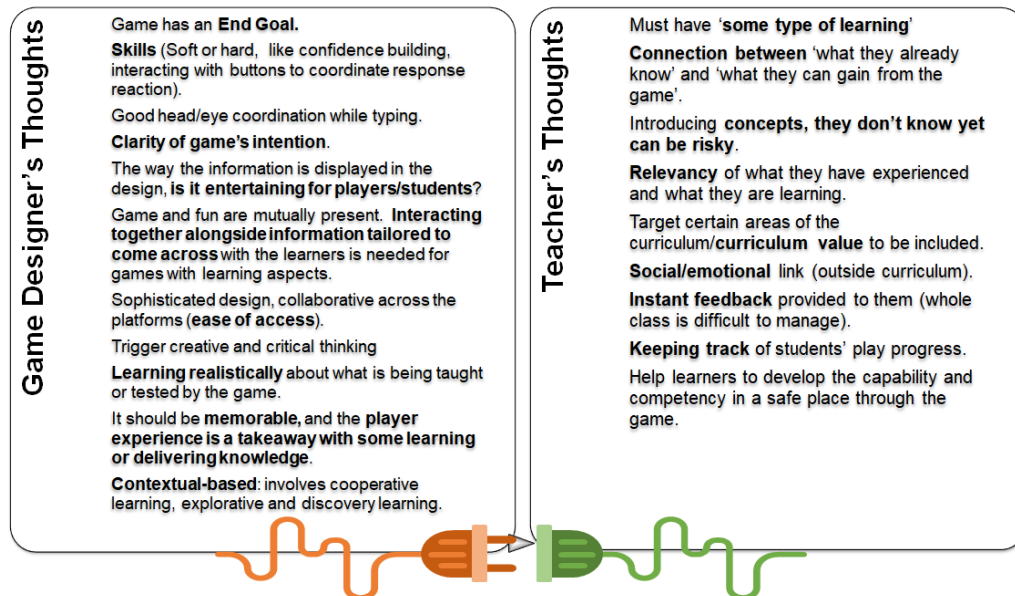 Game Designer's Thoughts
Game has an End Goal.
Skills (Soft or hard, like confidence building,
interacting with buttons to coordinate response
reaction).
Good head/eye coordination while typing.
Clarity of game's intention.
The way the information is displayed in the
design, is it entertaining for players/students?
Game and fun are mutually present. Interacting
together alongside information tailored to
come across with the learners is needed for
games with learning aspects.
Sophisticated design, collaborative across the
platforms (ease of access).
Trigger creative and critical thinking
Learning realistically about what is being taught
or tested by the game.
It should be memorable, and the player
experience is a takeaway with some learning
or delivering knowledge.
Contextual-based: involves cooperative
learning, explorative and discovery learning.
Teacher's Thoughts
Must have ‘some type of learning’
Connection between ‘what they already
know’ and ‘what they can gain from the
game’.
Introducing concepts, they don't know yet
can be risky.
Relevancy of what they have experienced
and what they are learning.
Target certain areas of the
curriculum/curriculum value to be included.
Social/emotional link (outside curriculum).
Instant feedback provided to them (whole
class is difficult to manage).
Keeping track of students' play progress.
Help learners to develop the capability and
competency in a safe place through the
game.